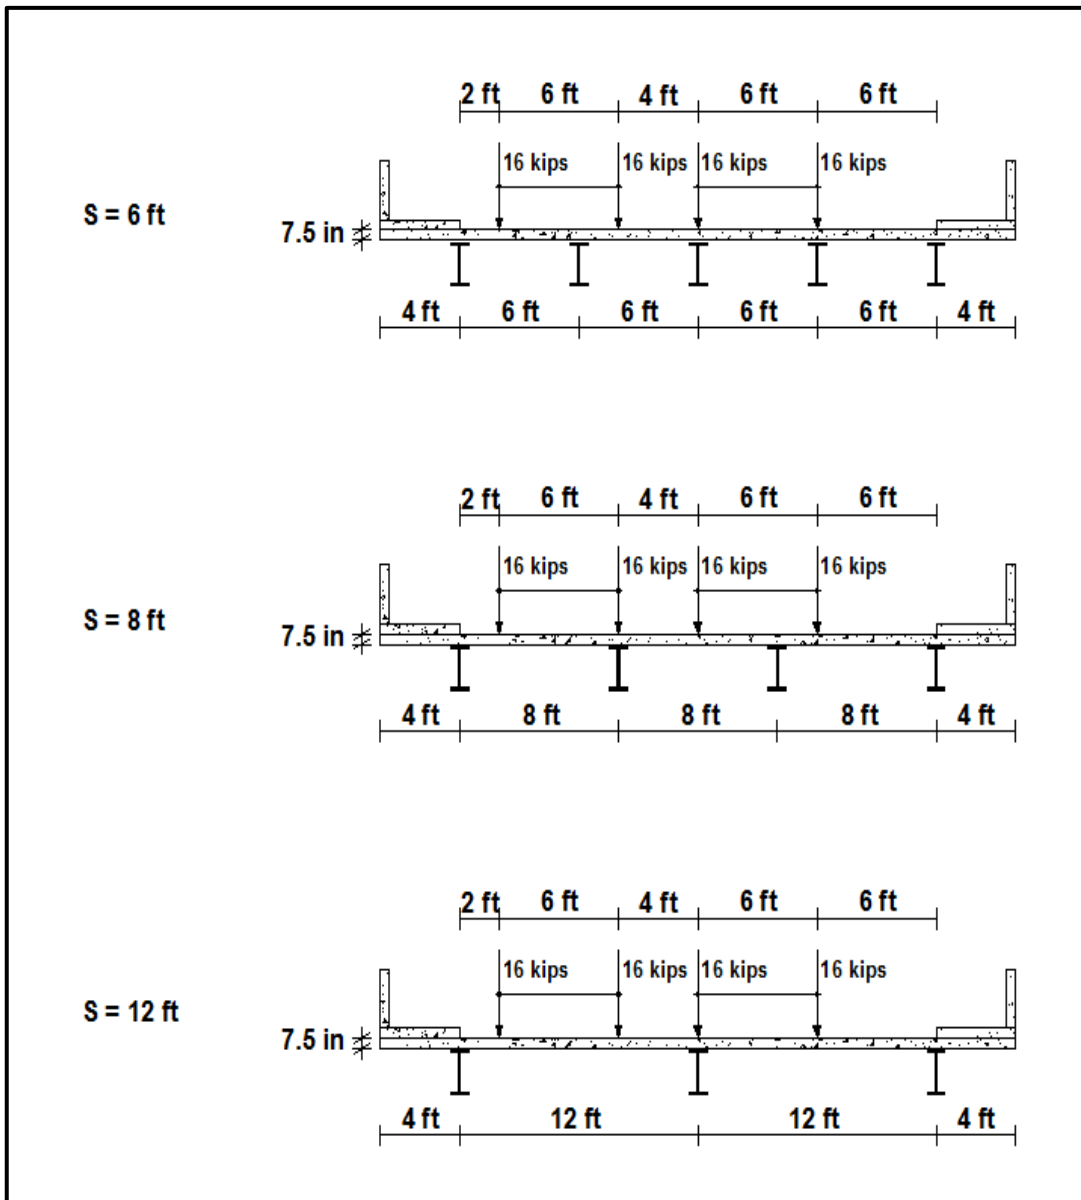 2 ft 6 ft 4 ft 6 ft 6 ft
16 kips 16 kips 16 kips 16 kips
S = 6 ft
7.5 in
4 ft 6 ft 6 ft 6 ft 6 ft 4 ft
2 ft 6 ft 4 ft 6 ft 6 ft
16 kips 16 kips 16 kips 16 kips
S = 8 ft
7.5 in
4 ft 8 ft 8 ft 8 ft 4 ft
2 ft 6 ft 4 ft 6 ft 6 ft
16 kips 16 kips 16 kips 16 kips
S = 12 ft
7.5 in
4 ft 12 ft 12 ft 4 ft